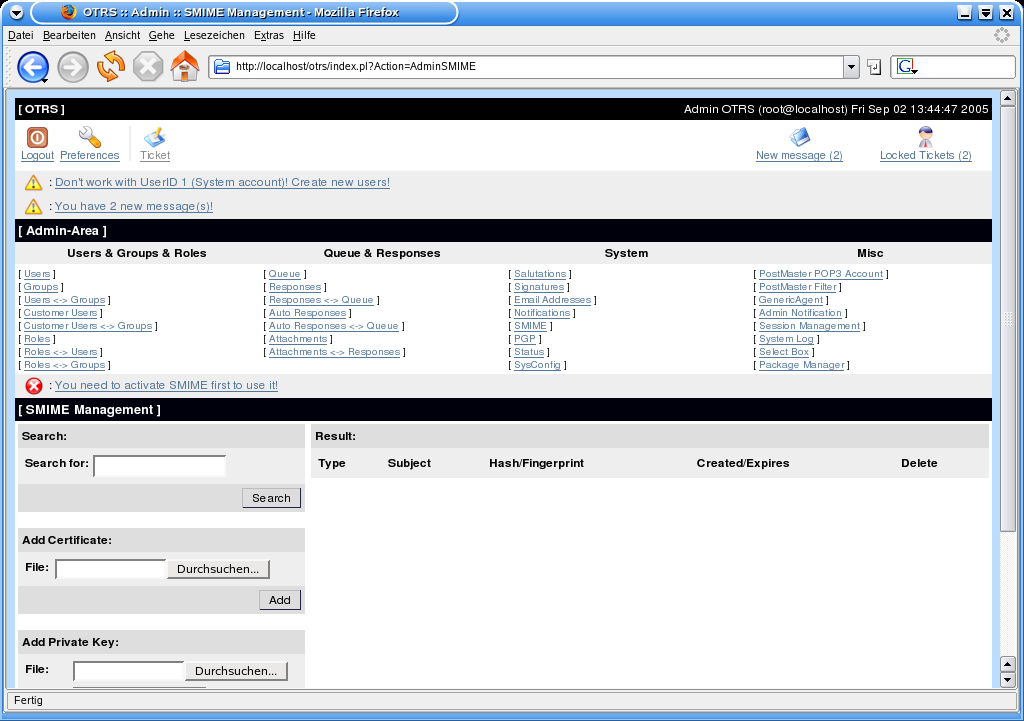 OTRS :: Admin :: SMIME Management - Mozilla Firefox
Datei Bearbeiten Ansicht Gehe Lesezeichen Extras Hilfe
http://localhost/otrs/index.pl?Action=AdminSMIME
G
[ OTRS ] Admin OTRS (root@localhost) Fri Sep 02 13:44:47 2005
Logout Preferences Ticket New message (2) Locked Tickets (2)
: Don't work with UserID 1 (System account)! Create new users!
: You have 2 new message(s)!
[ Admin-Area ]
Users & Groups & Roles Queue & Responses System Misc
[ Users ] [ Queue ] [ Salutations ] [ PostMaster POP3 Account ]
[ Groups ] [ Responses ] [ Signatures ] [ PostMaster Filter ]
[ Users <-> Groups ] [ Responses <-> Queue ] [ Email Addresses ] [ GenericAgent ]
[ Customer Users ] [ Auto Responses ] [ Notifications ] [ Admin Notification ]
[ Customer Users <-> Groups ] [ Auto Responses <-> Queue ] [ SMIME ] [ Session Management ]
[ Roles ] [ Attachments ] [ PGP ] [ System Log ]
[ Roles <-> Users ] [ Attachments <-> Responses ] [ Status ] [ Select Box ]
[ Roles <-> Groups ] [ SysConfig ] [ Package Manager ]
: You need to activate SMIME first to use it!
[ SMIME Management ]
Search: Result:
Search for: Type Subject Hash/Fingerprint Created/Expires Delete
Search
Add Certificate:
File: Durchsuchen...
Add
Add Private Key:
File: Durchsuchen...
Fertig